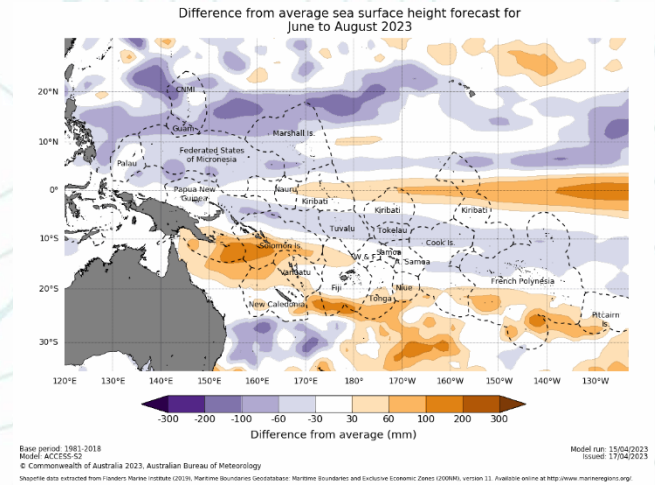 Difference from average sea surface height forecast for
June to August 2023
20°N
10°N
0°
10°S
20°S
30°S
CNMI
Guam
Marshall Is.
Palau
Federated States
of Micronesia
Papua New
Guinea
Nauru
Kiribati
Kiribati
Kiribati
Solomon Is.
Tuvalu
Tokelau
Cook Is.
W & F
Samoa
A. Samoa
Vanuatu
Fiji
Niue
French Polynesia
Tonga
New Caledonia
Pitcairn
Is.
120°E 130°E 140°E 150°E 160°E 170°E 180° 170°W 160°W 150°W 140°W 130°W
-300 -200 -100 -60 -30 30 60 100 200 300
Difference from average (mm)
Base period: 1981-2018
Model: ACCESS-S2
© Commonwealth of Australia 2023, Australian Bureau of Meteorology
Model run: 15/04/2023
Issued: 17/04/2023
Shapefile data extracted from Flanders Marine Institute (2019), Maritime Boundaries Geodatabase: Maritime Boundaries and Exclusive Economic Zones (200NM), version 11. Available online at http://www.marineregions.org/.